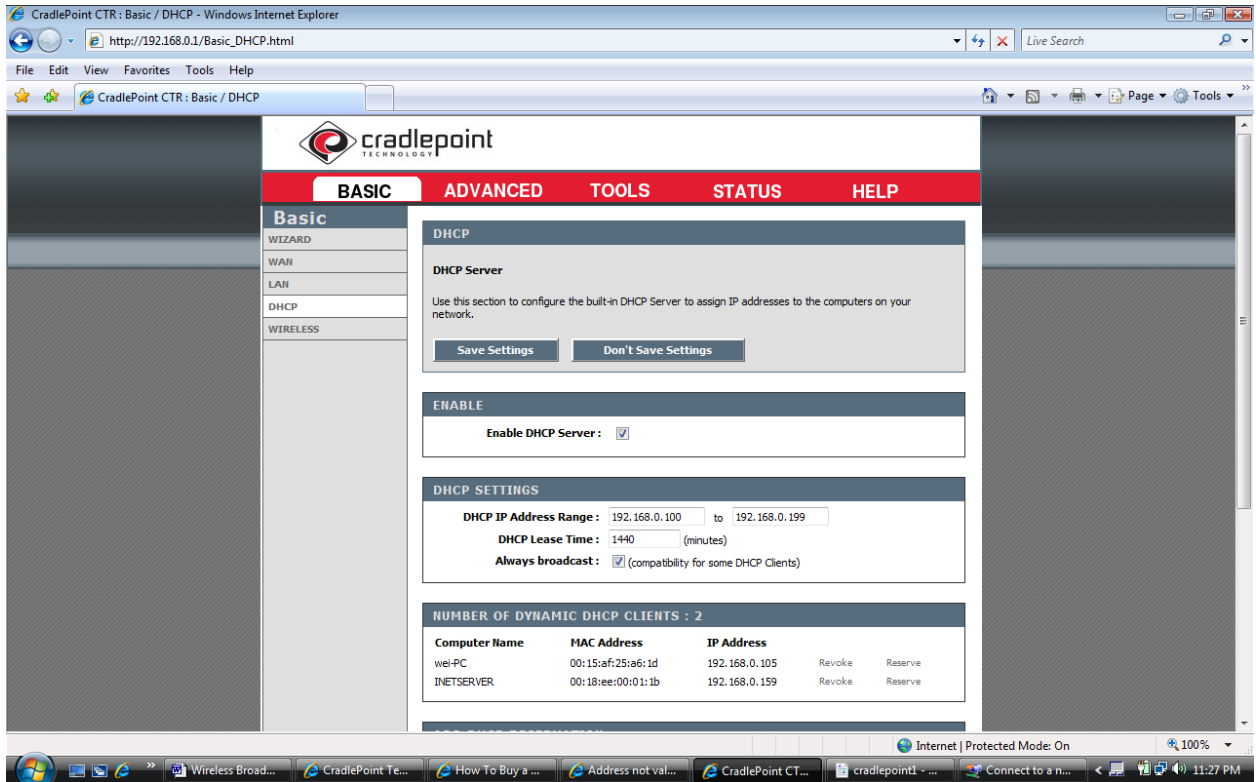 CradlePoint CTR : Basic / DHCP - Windows Internet Explorer
http://192.168.0.1/Basic_DHCP.html
Live Search
File Edit View Favorites Tools Help
CradlePoint CTR : Basic / DHCP
Page Tools
cradlepoint
TECHNOLOGY
BASIC ADVANCED TOOLS STATUS HELP
Basic
WIZARD
WAN
LAN
DHCP
WIRELESS
DHCP
DHCP Server
Use this section to configure the built-in DHCP Server to assign IP addresses to the computers on your
network.
Save Settings Don't Save Settings
ENABLE
Enable DHCP Server :
DHCP SETTINGS
DHCP IP Address Range : 192.168.0.100 to 192.168.0.199
DHCP Lease Time : 1440 (minutes)
Always broadcast : (compatibility for some DHCP Clients)
NUMBER OF DYNAMIC DHCP CLIENTS : 2
Computer Name MAC Address IP Address
wei-PC 00:15:af:25:a6:1d 192.168.0.105 Revoke Reserve
INETSERVER 00:18:ee:00:01:1b 192.168.0.159 Revoke Reserve
Internet | Protected Mode: On 100%
Wireless Broad... CradlePoint Te... How To Buy a ... Address not val... CradlePoint CT... cradlepoint1 - ... Connect to a n... 11:27 PM